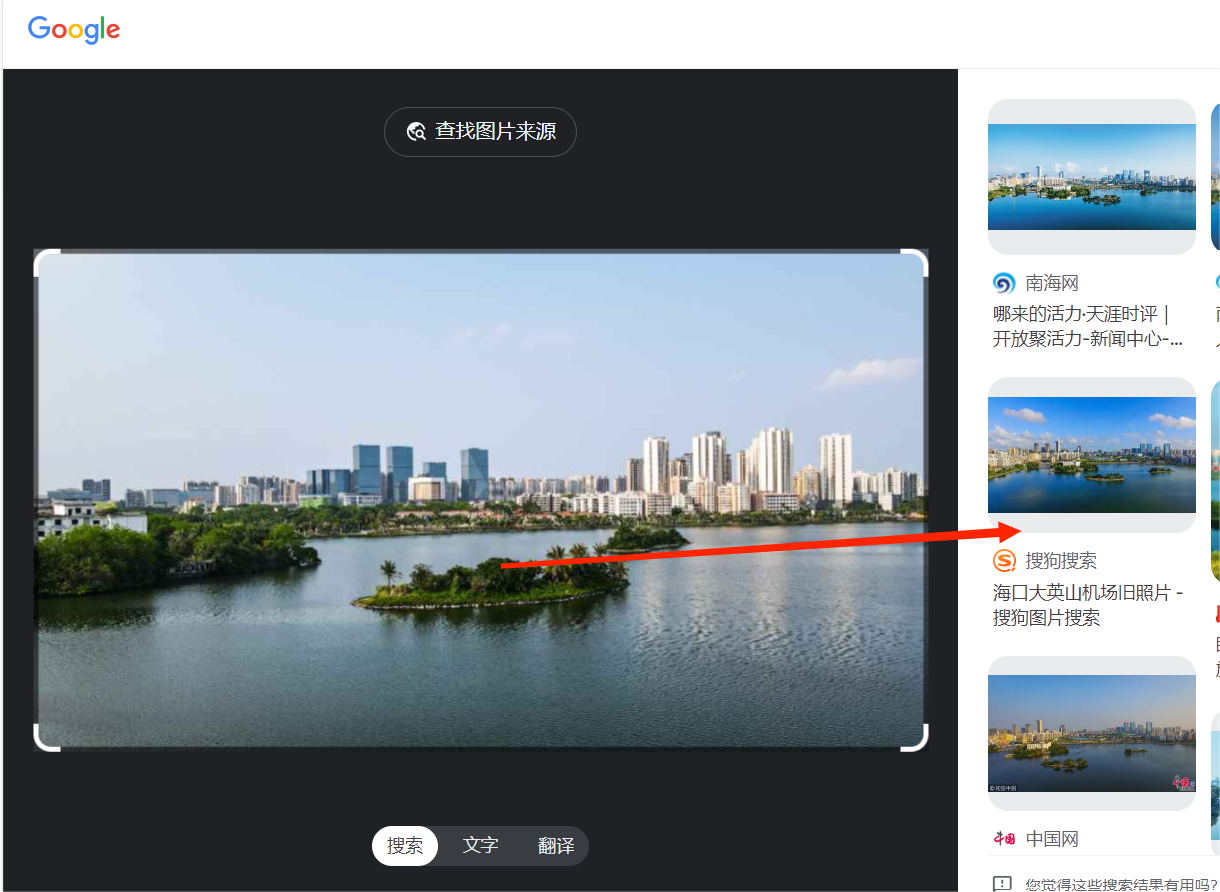 Google
查找图片来源
南海网
哪来的活力·天涯时评 |
开放聚活力-新闻中心-...
搜狗搜索
海口大英山机场旧照片 -
搜狗图片搜索
中国网
搜索
文字
翻译
您觉得这些搜索结果有用吗?